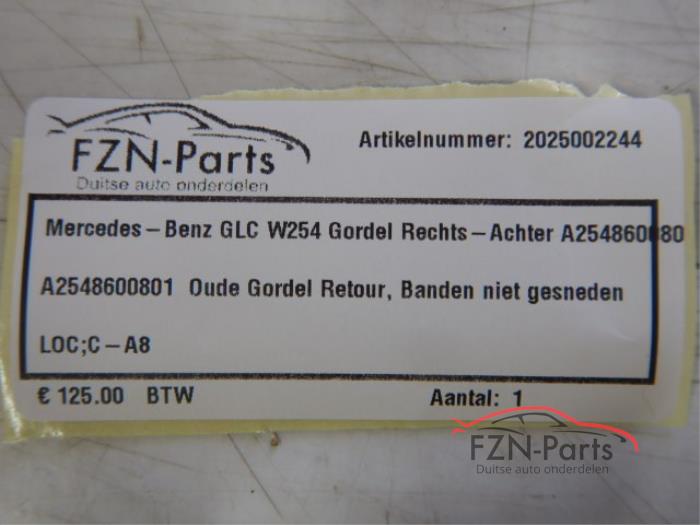 FZN-Parts
Duitse auto onderdelen
Artikelnummer: 2025002244
Mercedes-Benz GLC W254 Gordel Rechts-Achter A254860080
A2548600801 Oude Gordel Retour, Banden niet gesneden
LOC;C-A8
€ 125.00 BTW
Aantal: 1
FZN-Parts
Duitse auto onderdelen